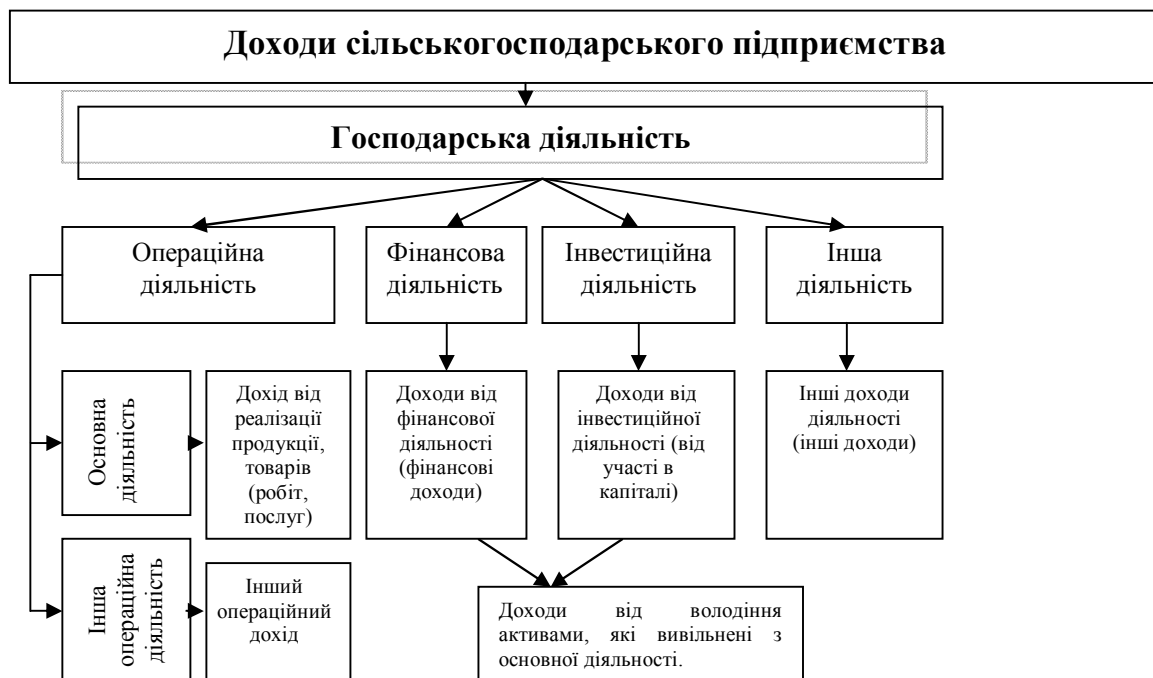 Доходи сільськогосподарського підприємства
Господарська діяльність
Операційна
діяльність
Фінансова
діяльність
Інвестиційна
діяльність
Інша
діяльність
Основна
діяльність
Дохід від
реалізації
продукції,
товарів
(робіт,
послуг)
Доходи від
фінансової
діяльності
(фінансові
доходи)
Доходи від
інвестиційної
діяльності (від
участі в
капіталі)
Інші доходи
діяльності
(інші доходи)
Інша
операційна
діяльність
Інший
операційний
дохід
Доходи від володіння
активами, які вивільнені з
основної діяльності.